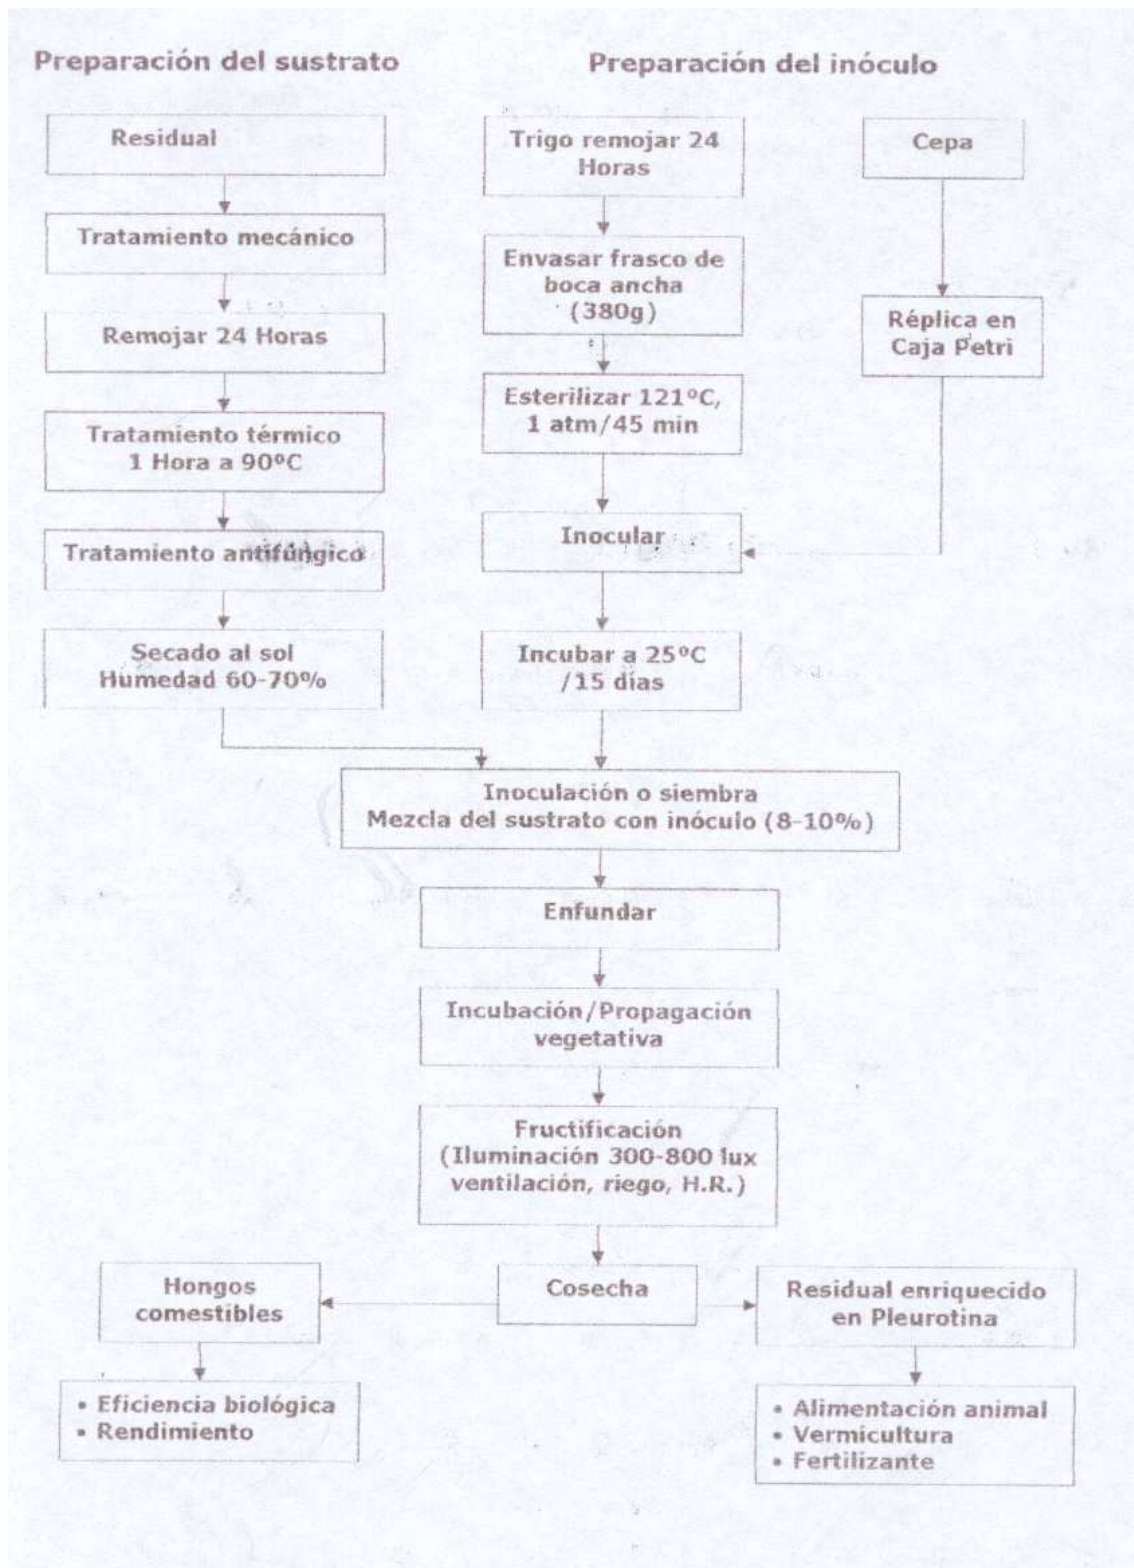 Preparación del sustrato
Preparación del inóculo
Residual
Tratamiento mecánico
Remojar 24 Horas
Tratamiento térmico
1 Hora a 90ºC
Tratamiento antifúngico
Secado al sol
Humedad 60-70%
Trigo remojar 24
Horas
Envasar frasco de
boca ancha
(380g)
Esterilizar 121ºC,
1 atm/45 min
Inocular
Incubar a 25ºC
/15 días
Cepa
Réplica en
Caja Petri
Inoculación o siembra
Mezcla del sustrato con inóculo (8-10%)
Enfundar
Incubación/Propagación
vegetativa
Fructificación
(Iluminación 300-800 lux
ventilación, riego, H.R.)
Cosecha
Hongos
comestibles
• Eficiencia biológica
• Rendimiento
Residual enriquecido
en Pleurotina
• Alimentación animal
• Vermicultura
• Fertilizante